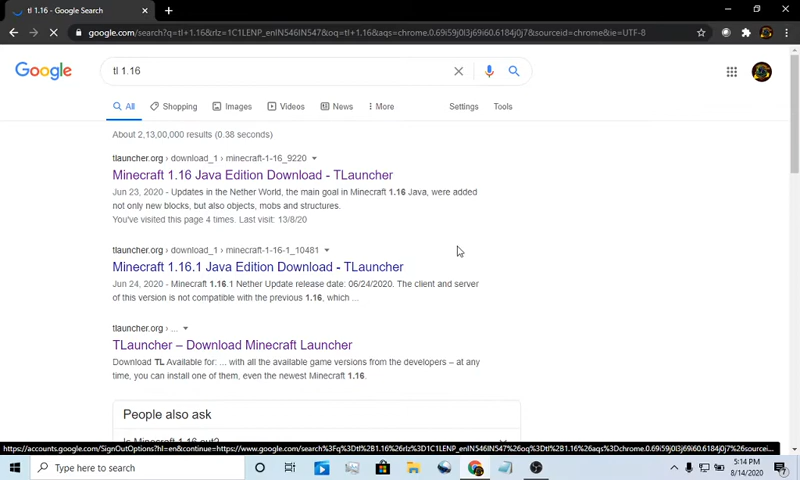 tl 1.16 - Google Search
google.com/search?q=tl+1.16&rlz=1C1LENP_enIN546IN547&oq=tl+1.16&aqs=chrome.0.69i59j0l3j69i60.6184j0j7&sourceid=chrome&ie=UTF-8
Google
tl 1.16
All Shopping Images Videos News More Settings Tools
About 2,13,00,000 results (0.38 seconds)
tlauncher.org › download_1 › minecraft-1-16_9220
Minecraft 1.16 Java Edition Download - TLauncher
Jun 23, 2020 - Updates in the Nether World, the main goal in Minecraft 1.16 Java, were added
not only new blocks, but also objects, mobs and structures.
You've visited this page 4 times. Last visit: 13/8/20
tlauncher.org › download_1 › minecraft-1-16-1_10481
Minecraft 1.16.1 Java Edition Download - TLauncher
Jun 24, 2020 - Minecraft 1.16.1 Nether Update release date: 06/24/2020. The client and server
of this version is not compatible with the previous 1.16, which ...
tlauncher.org › ...
TLauncher – Download Minecraft Launcher
Download TL Available for: ... with all the available game versions from the developers – at any
time, you can install one of them, even the newest Minecraft 1.16.
People also ask
Is Minecraft 1.16 out?
https://accounts.google.com/SignOutOptions?hl=en&continue=https://www.google.com/search%3Fq%3Dtl%2B1.16%26rlz%3D1C1LENP_enIN546IN547%26oq%3Dtl%2B1.16%26aqs%3Dchrome.0.69i59j0l3j69i60.6184j0j7%26sourcei...
Type here to search
5:14 PM
8/14/2020
7